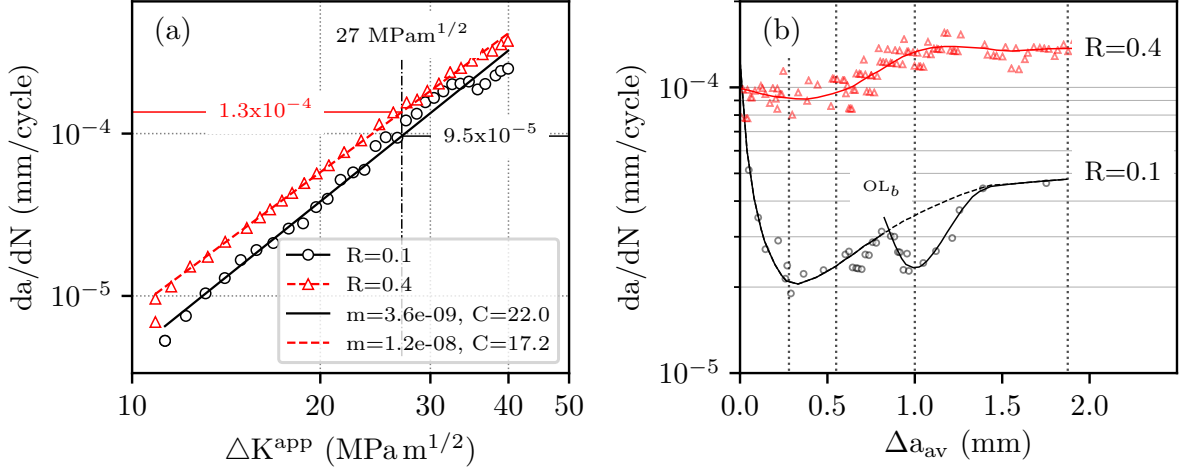 (a)
27 MPam^{1/2}
1.3x10^{−4}
9.5x10^{−5}
10^{−4}
10^{−5}
da/dN (mm/cycle)
R=0.1
R=0.4
m=3.6e-09, C=22.0
m=1.2e-08, C=17.2
10 20 30 40 50
△K^{app} (MPa m^{1/2})
(b)
R=0.4
R=0.1
OL_b
10^{−4}
10^{−5}
da/dN (mm/cycle)
0.0 0.5 1.0 1.5 2.0
Δa_{av} (mm)